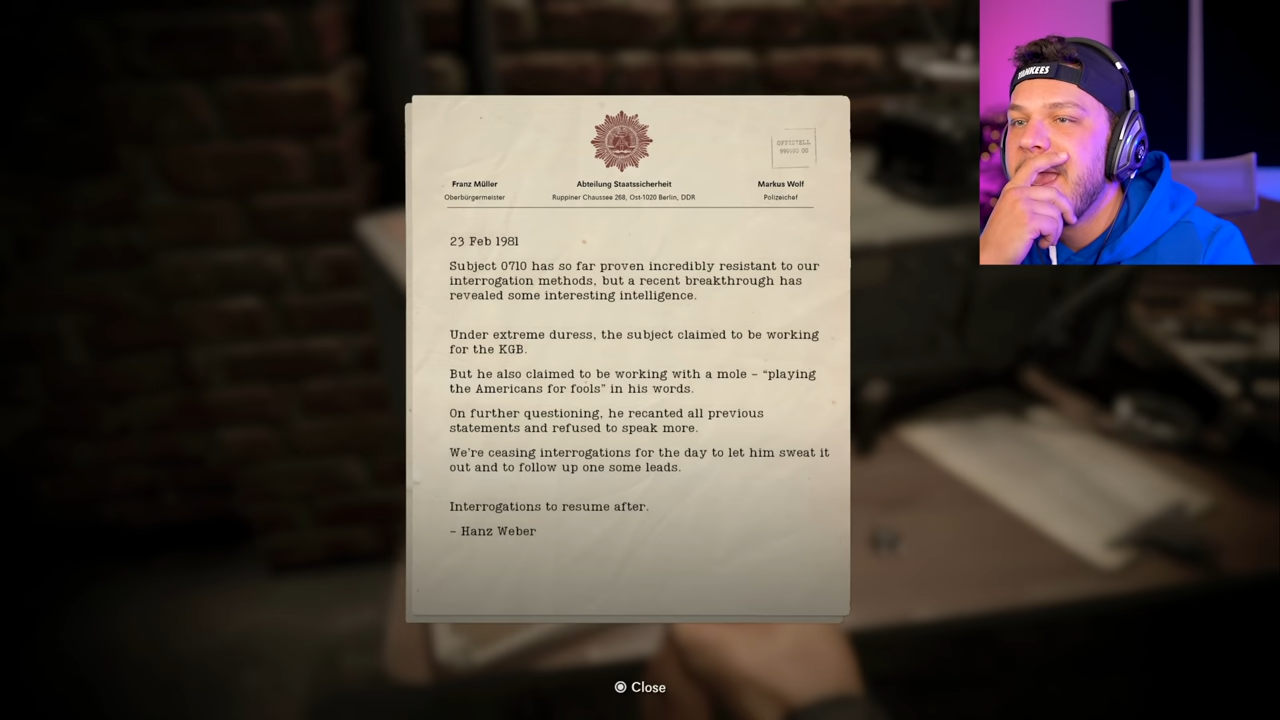 YANKEES
OFFIZIELL
Franz Müller
Oberbürgermeister
Abteilung Staatssicherheit
Ruppiner Chaussee 268, Ost-1020 Berlin, DDR
Markus Wolf
Polizeichef
23 Feb 1981
Subject 0710 has so far proven incredibly resistant to our
interrogation methods, but a recent breakthrough has
revealed some interesting intelligence.
Under extreme duress, the subject claimed to be working
for the KGB.
But he also claimed to be working with a mole – “playing
the Americans for fools” in his words.
On further questioning, he recanted all previous
statements and refused to speak more.
We're ceasing interrogations for the day to let him sweat it
out and to follow up one some leads.
Interrogations to resume after.
– Hanz Weber
Close